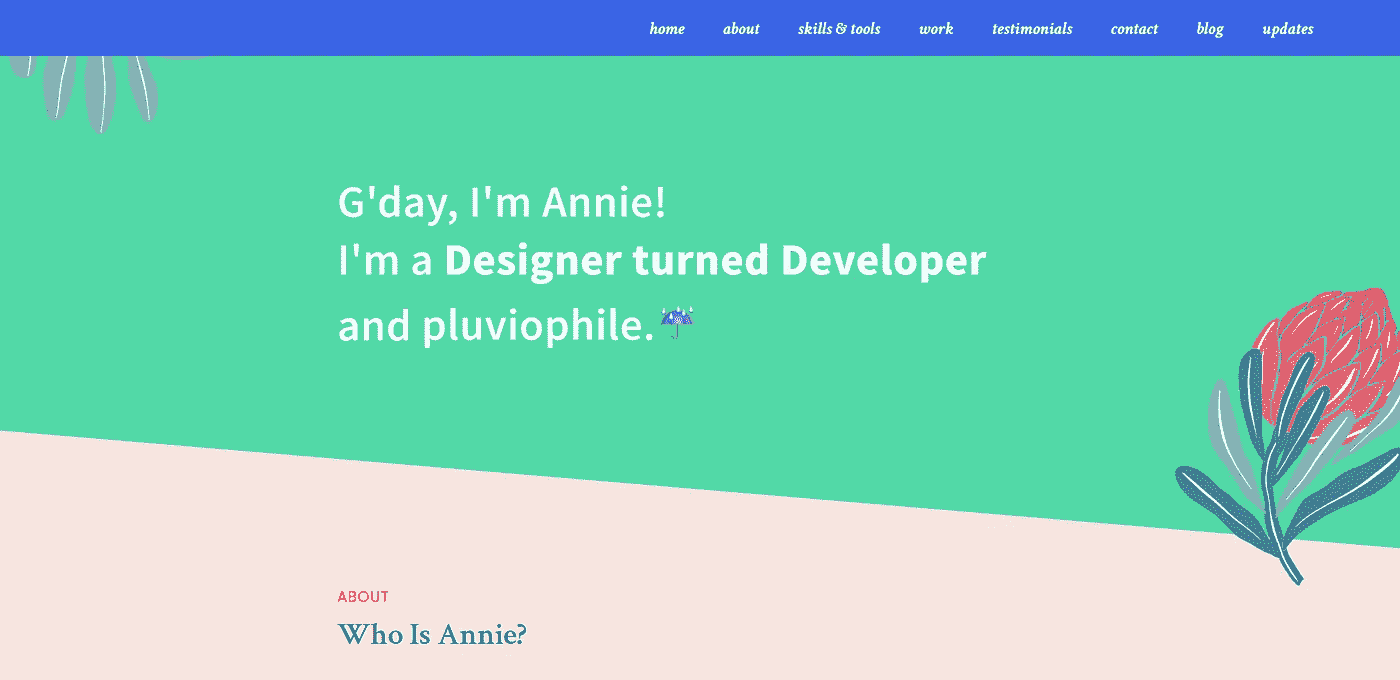 home about skills & tools work testimonials contact blog updates
G'day, I'm Annie!
I'm a Designer turned Developer
and pluviophile.☔
ABOUT
Who Is Annie?